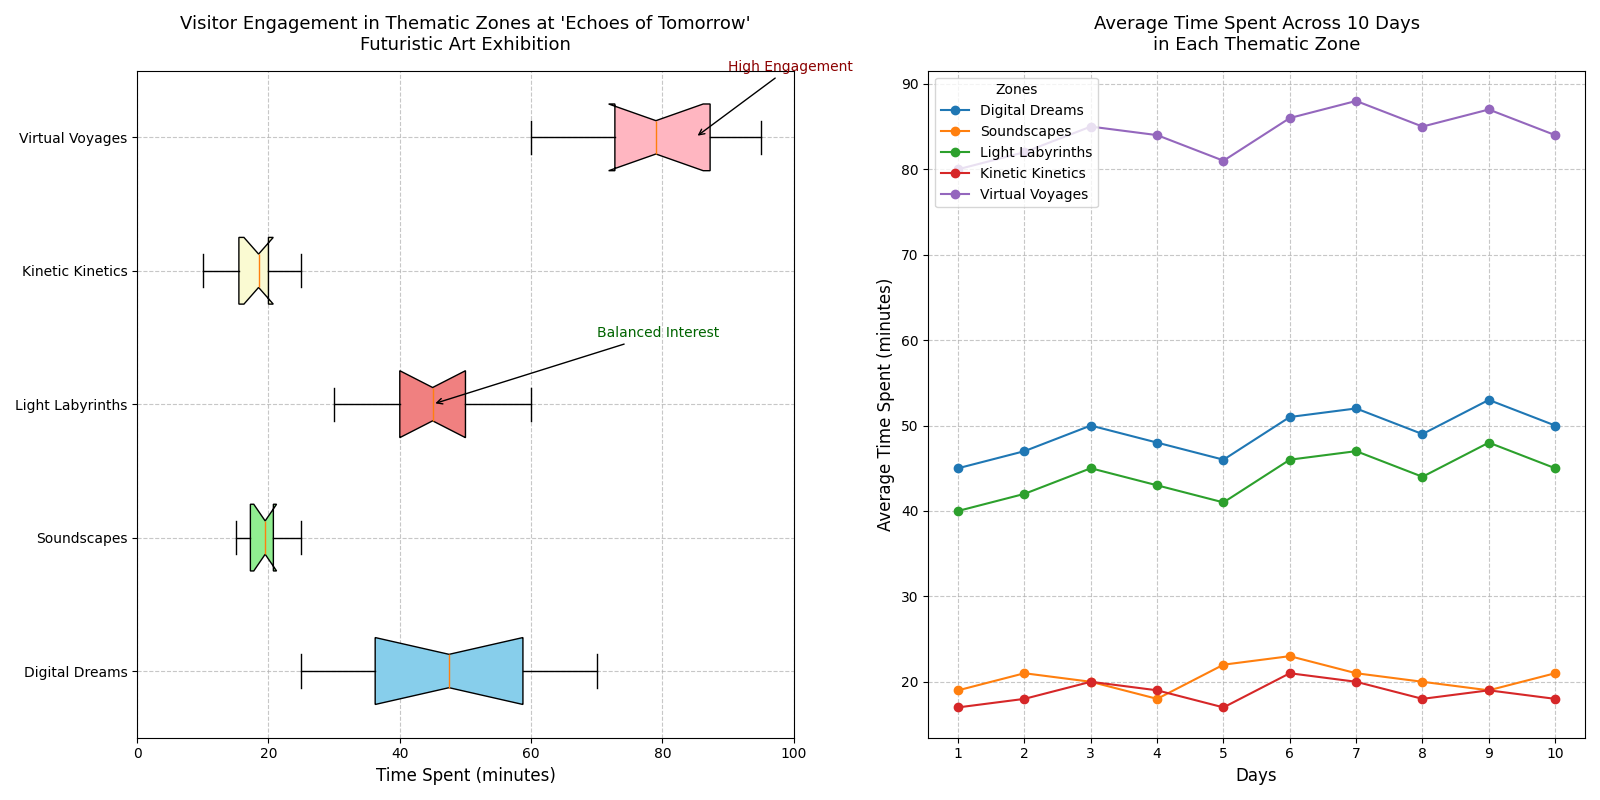 Visitor Engagement in Thematic Zones at 'Echoes of Tomorrow'
Futuristic Art Exhibition
High Engagement
Virtual Voyages
Kinetic Kinetics
Balanced Interest
Light Labyrinths
Soundscapes
Digital Dreams
0 20 40 60 80 100
Time Spent (minutes)
Average Time Spent Across 10 Days
in Each Thematic Zone
Zones
Digital Dreams
Soundscapes
Light Labyrinths
Kinetic Kinetics
Virtual Voyages
90
80
70
60
50
40
30
20
Average Time Spent (minutes)
1 2 3 4 5 6 7 8 9 10
Days